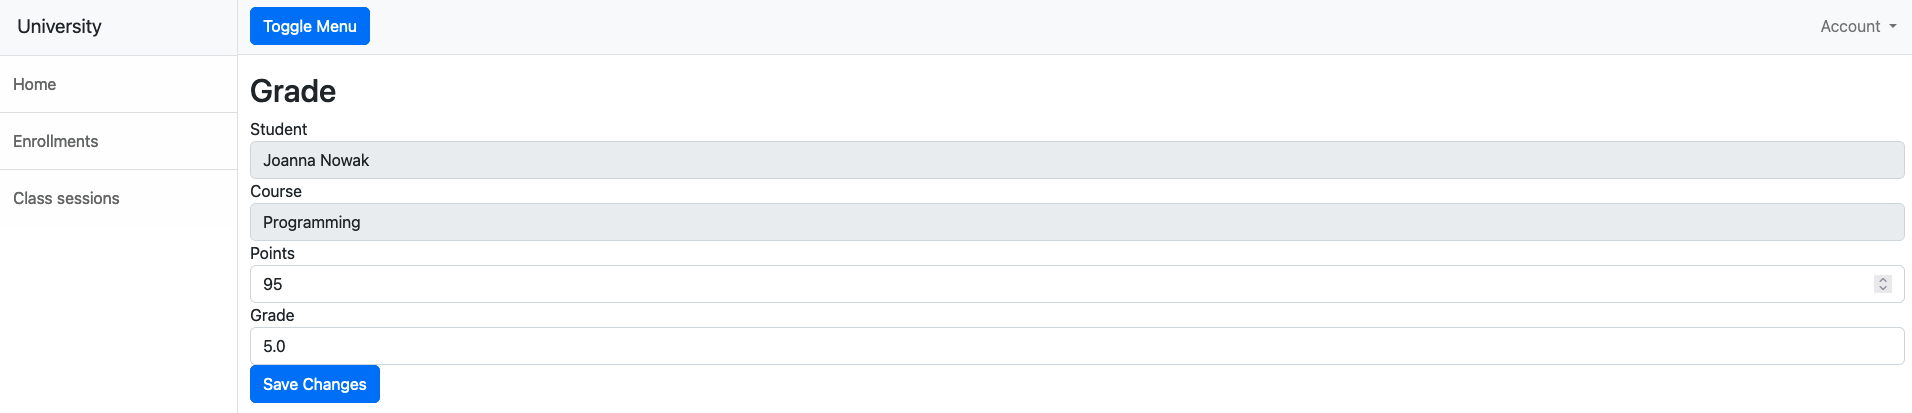 University
Toggle Menu
Account
Home
Enrollments
Class sessions
Grade
Student
Joanna Nowak
Course
Programming
Points
95
Grade
5.0
Save Changes